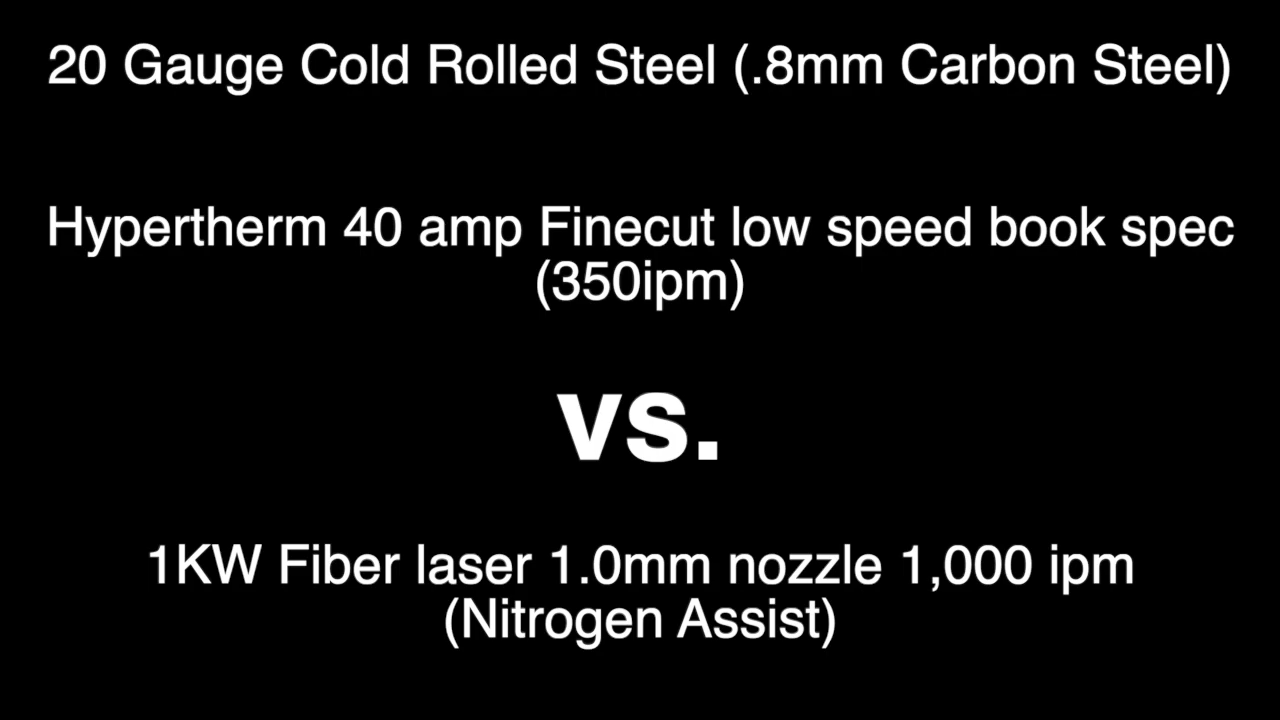 20 Gauge Cold Rolled Steel (.8mm Carbon Steel)
Hypertherm 40 amp Finecut low speed book spec
(350ipm)
vs.
1KW Fiber laser 1.0mm nozzle 1,000 ipm
(Nitrogen Assist)